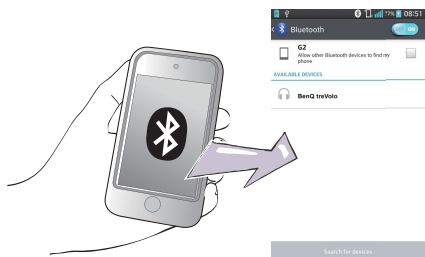 77% 08:51
Bluetooth
ON
G2
Allow other Bluetooth devices to find my
phone
AVAILABLE DEVICES
BenQ treVolo
Search for devices